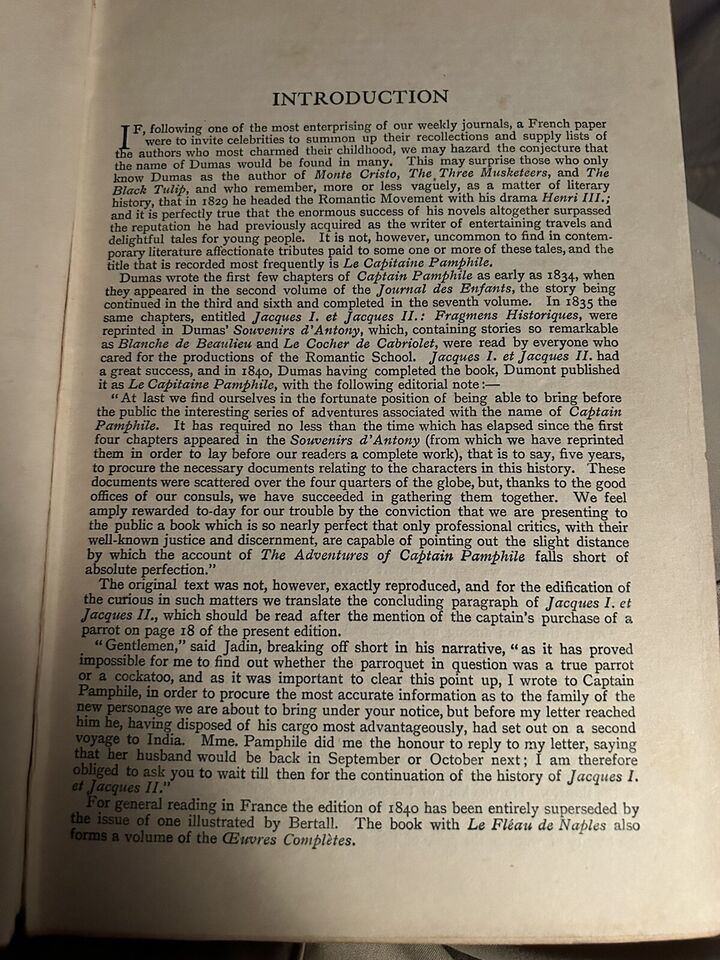 INTRODUCTION
IF, following one of the most enterprising of our weekly journals, a French paper
were to invite celebrities to summon up their recollections and supply lists of
the authors who most charmed their childhood, we may hazard the conjecture that
the name of Dumas would be found in many. This may surprise those who only
know Dumas as the author of Monte Cristo, The Three Musketeers, and The
Black Tulip, and who remember, more or less vaguely, as a matter of literary
history, that in 1829 he headed the Romantic Movement with his drama Henri III.;
and it is perfectly true that the enormous success of his novels altogether surpassed
the reputation he had previously acquired as the writer of entertaining travels and
delightful tales for young people. It is not, however, uncommon to find in contem-
porary literature affectionate tributes paid to some one or more of these tales, and the
title that is recorded most frequently is Le Capitaine Pamphile.
Dumas wrote the first few chapters of Captain Pamphile as early as 1834, when
they appeared in the second volume of the Journal des Enfants, the story being
continued in the third and sixth and completed in the seventh volume. In 1835 the
same chapters, entitled Jacques I. et Jacques II.: Fragmens Historiques, were
reprinted in Dumas' Souvenirs d'Antony, which, containing stories so remarkable
as Blanche de Beaulieu and Le Cocher de Cabriolet, were read by everyone who
cared for the productions of the Romantic School. Jacques I. et Jacques II. had
a great success, and in 1840, Dumas having completed the book, Dumont published
it as Le Capitaine Pamphile, with the following editorial note:—
"At last we find ourselves in the fortunate position of being able to bring before
the public the interesting series of adventures associated with the name of Captain
Pamphile. It has required no less than the time which has elapsed since the first
four chapters appeared in the Souvenirs d'Antony (from which we have reprinted
them in order to lay before our readers a complete work), that is to say, five years,
to procure the necessary documents relating to the characters in this history. These
documents were scattered over the four quarters of the globe, but, thanks to the good
offices of our consuls, we have succeeded in gathering them together. We feel
amply rewarded to-day for our trouble by the conviction that we are presenting to
the public a book which is so nearly perfect that only professional critics, with their
well-known justice and discernment, are capable of pointing out the slight distance
by which the account of The Adventures of Captain Pamphile falls short of
absolute perfection."
The original text was not, however, exactly reproduced, and for the edification of
the curious in such matters we translate the concluding paragraph of Jacques I. et
Jacques II., which should be read after the mention of the captain's purchase of a
parrot on page 18 of the present edition.
"Gentlemen," said Jadin, breaking off short in his narrative, "as it has proved
impossible for me to find out whether the parroquet in question was a true parrot
or a cockatoo, and as it was important to clear this point up, I wrote to Captain
Pamphile, in order to procure the most accurate information as to the family of the
new personage we are about to bring under your notice, but before my letter reached
him he, having disposed of his cargo most advantageously, had set out on a second
voyage to India. Mme. Pamphile did me the honour to reply to my letter, saying
that her husband would be back in September or October next; I am therefore
obliged to ask you to wait till then for the continuation of the history of Jacques I.
et Jacques II."
For general reading in France the edition of 1840 has been entirely superseded by
the issue of one illustrated by Bertall. The book with Le Fléau de Naples also
forms a volume of the Œuvres Complètes.